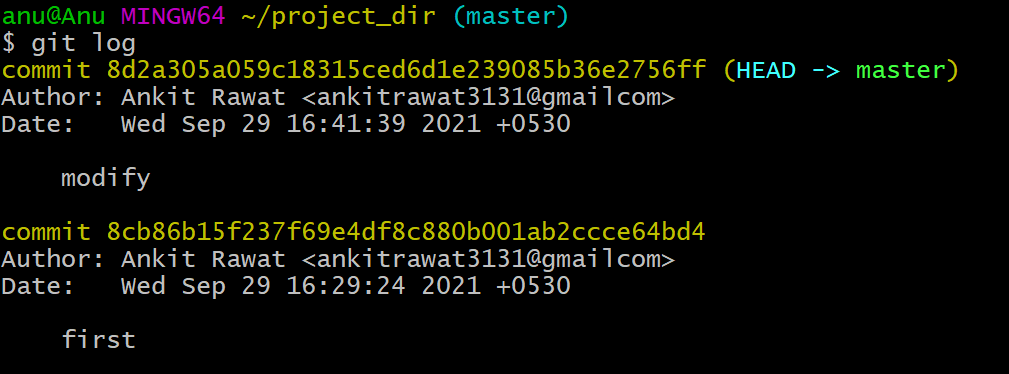 anu@Anu MINGW64 ~/project_dir (master)
$ git log
commit 8d2a305a059c18315ced6d1e239085b36e2756ff (HEAD -> master)
Author: Ankit Rawat <ankitrawat3131@gmailcom>
Date:   Wed Sep 29 16:41:39 2021 +0530
    modify
commit 8cb86b15f237f69e4df8c880b001ab2ccce64bd4
Author: Ankit Rawat <ankitrawat3131@gmailcom>
Date:   Wed Sep 29 16:29:24 2021 +0530
    first